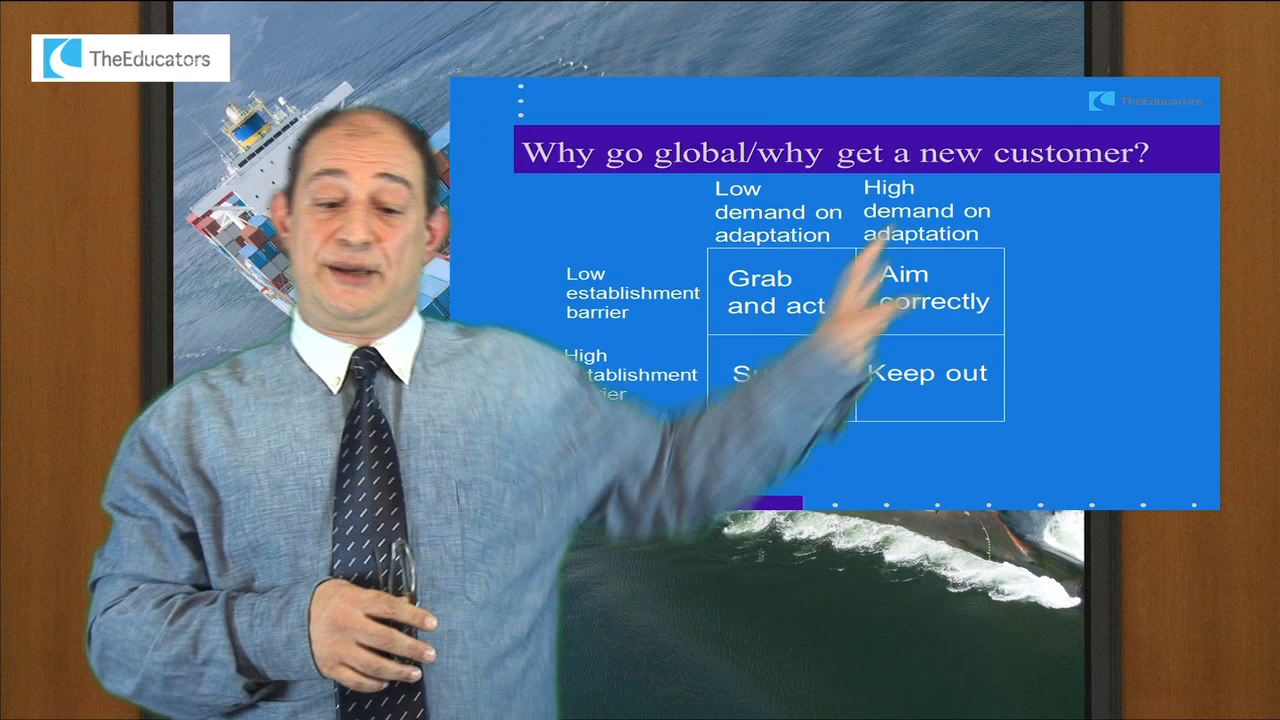 TheEducators
TheEducators
Why go global/why get a new customer?
Low
demand on
adaptation
High
demand on
adaptation
Low
establishment
barrier
Grab
and act
Aim
correctly
High
establishment
barrier
Keep out